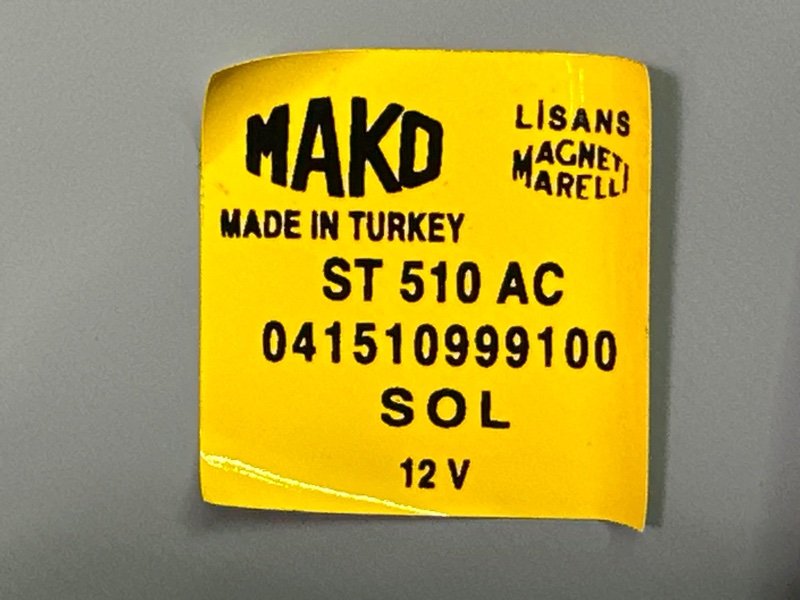 MAKO
LİSANS
MAGNETI
MARELLI
MADE IN TURKEY
ST 510 AC
041510999100
SOL
12 V